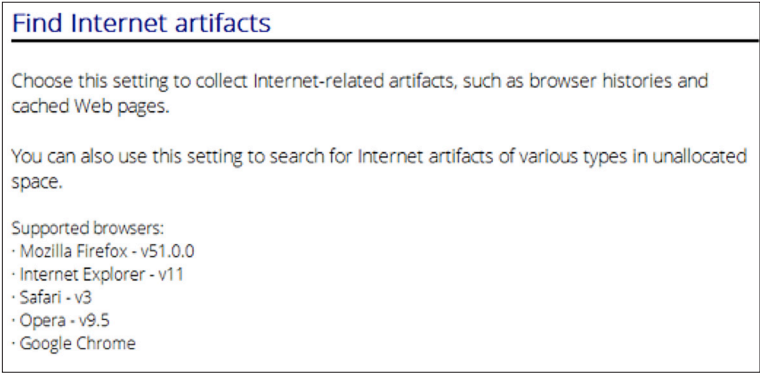 Find Internet artifacts
Choose this setting to collect Internet-related artifacts, such as browser histories and
cached Web pages.
You can also use this setting to search for Internet artifacts of various types in unallocated
space.
Supported browsers:
· Mozilla Firefox - v51.0.0
· Internet Explorer - v11
· Safari - v3
· Opera - v9.5
· Google Chrome